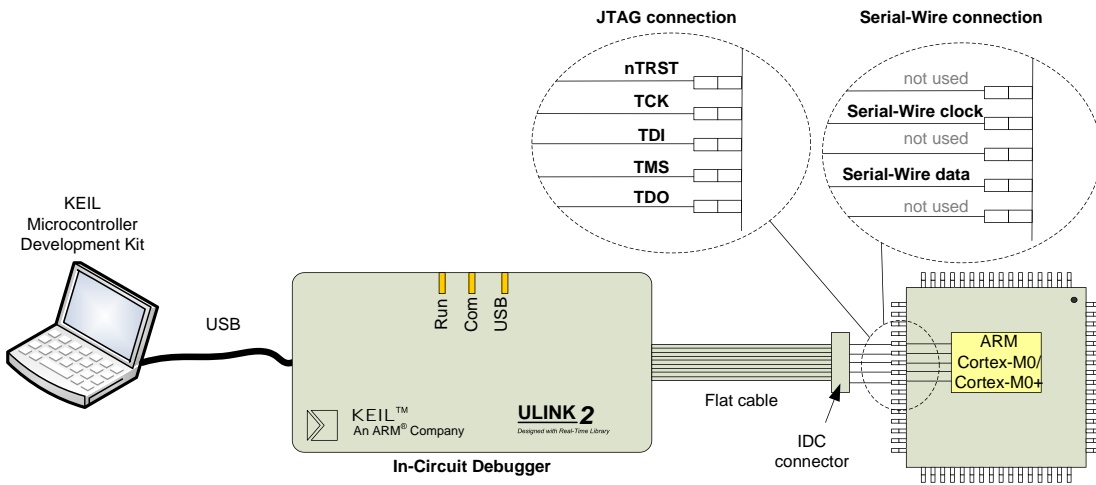 JTAG connection
nTRST
TCK
TDI
TMS
TDO
Serial-Wire connection
not used
Serial-Wire clock
not used
Serial-Wire data
not used
KEIL
Microcontroller
Development Kit
USB
Run
Com
USB
KEIL™
An ARM® Company
ULINK2
Designed with Real-Time Library
In-Circuit Debugger
Flat cable
IDC
connector
ARM
Cortex-M0/
Cortex-M0+